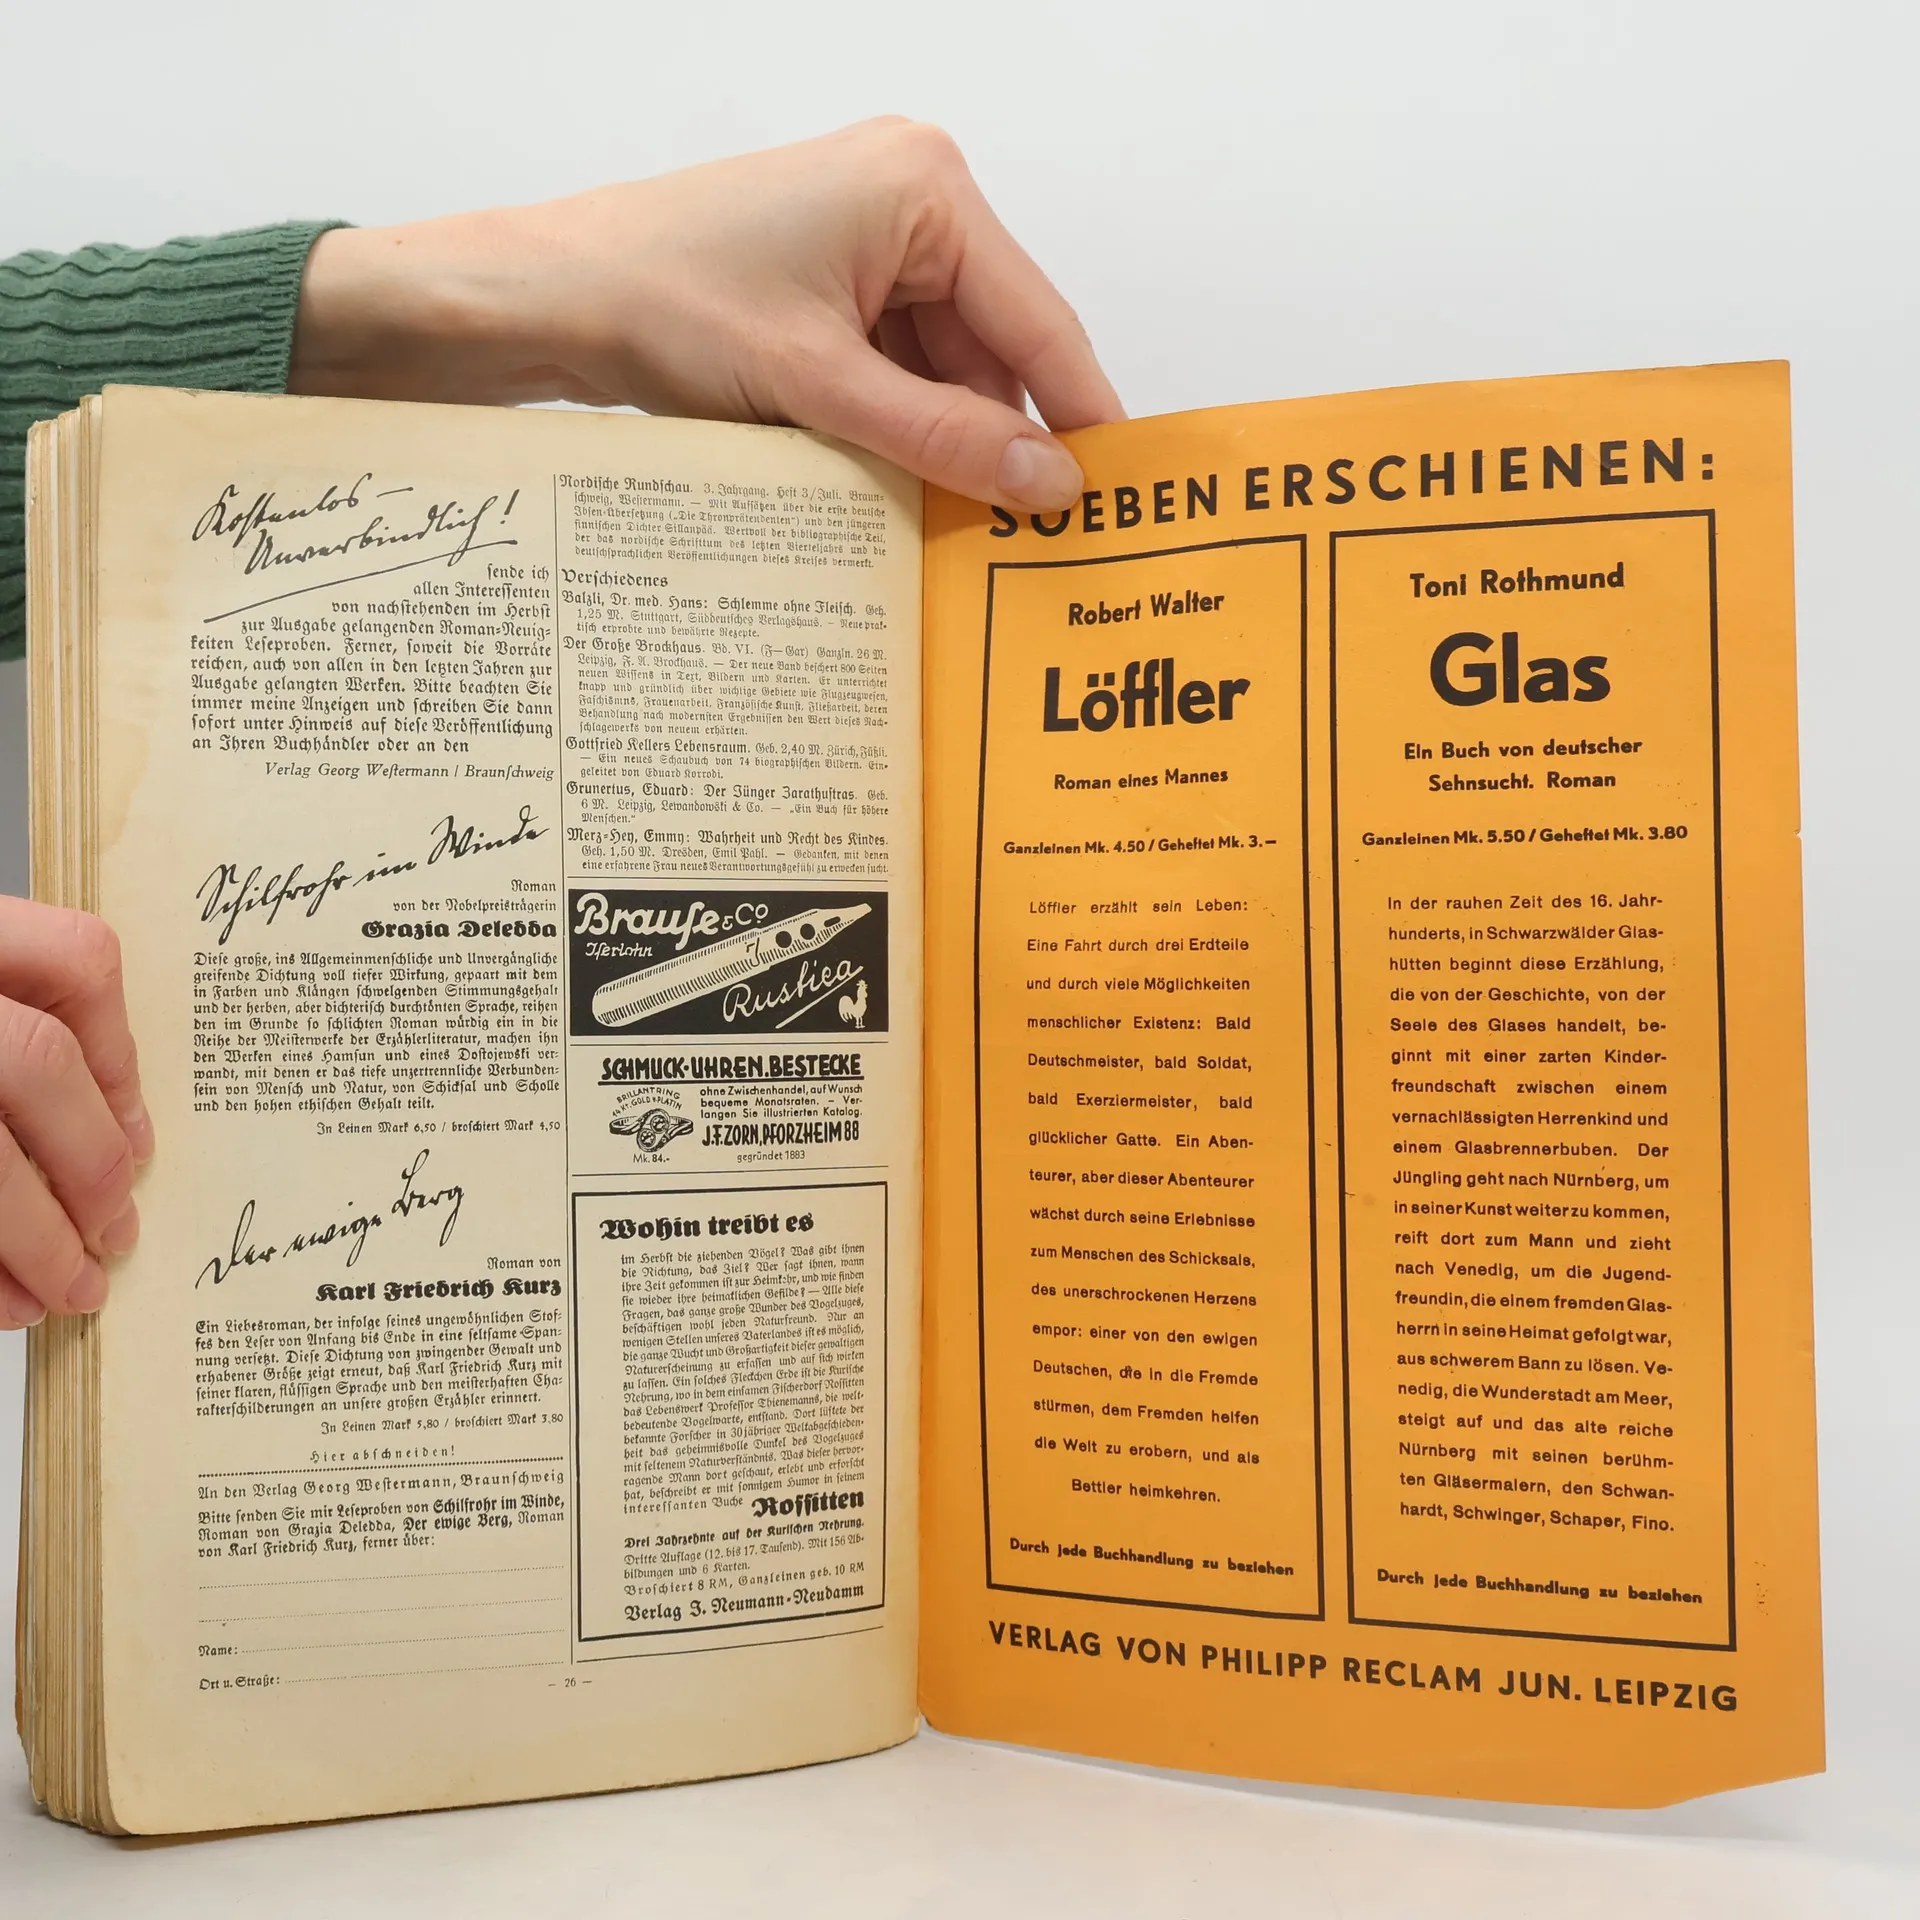 Kostenlos —
Unverbindlich!
sende ich
allen Interessenten
von nachstehenden im Herbst
zur Ausgabe gelangenden Roman-Neuig-
keiten Leseproben. Ferner, soweit die Vorräte
reichen, auch von allen in den letzten Jahren zur
Ausgabe gelangten Werken. Bitte beachten Sie
immer meine Anzeigen und schreiben Sie dann
sofort unter Hinweis auf diese Veröffentlichung
an Ihren Buchhändler oder an den
Verlag Georg Westermann / Braunschweig
Schilfrohr im Winde
Roman
von der Nobelpreisträgerin
Grazia Deledda
Diese große, ins Allgemeinmenschliche und Unvergängliche
greifende Dichtung voll tiefer Wirkung, gepaart mit dem
in Farben und Klängen schwelgenden Stimmungsgehalt
und der herben, aber dichterisch durchtönten Sprache, reihen
den im Grunde so schlichten Roman würdig ein in die
Reihe der Meisterwerke der Erzählerliteratur, machen ihn
den Werken eines Hamsun und eines Dostojewski ver-
wandt, mit denen er das tiefe unzertrennliche Verbunden-
sein von Mensch und Natur, von Schicksal und Scholle
und den hohen ethischen Gehalt teilt.
In Leinen Mark 6,50 / broschiert Mark 4,50
Der ewige Berg
Roman von
Karl Friedrich Kurz
Ein Liebesroman, der infolge seines ungewöhnlichen Stof-
fes den Leser von Anfang bis Ende in eine seltsame Span-
nung versetzt. Diese Dichtung von zwingender Gewalt und
erhabener Größe zeigt erneut, daß Karl Friedrich Kurz mit
seiner klaren, flüssigen Sprache und den meisterhaften Cha-
rakterschilderungen an unsere großen Erzähler erinnert.
In Leinen Mark 5,80 / broschiert Mark 3.80
Hier abschneiden!
An den Verlag Georg Westermann, Braunschweig
Bitte senden Sie mir Leseproben von Schilfrohr im Winde,
Roman von Grazia Deledda, Der ewige Berg, Roman
von Karl Friedrich Kurz, ferner über:
Name:
Ort u. Straße:
Nordische Rundschau. 3. Jahrgang. Heft 3/Juli. Braun-
schweig, Westermann. — Mit Aufsätzen über die erste deutsche
Ibsen-Übersetzung („Die Thronprätendenten“) und den jüngeren
finnischen Dichter Sillanpää. Wertvoll der bibliographische Teil,
der das nordische Schrifttum des letzten Vierteljahrs und die
deutschsprachlichen Veröffentlichungen dieses Kreises vermerkt.
Verschiedenes
Balzli, Dr. med. Hans: Schlemme ohne Fleisch. Geh.
1,25 M. Stuttgart, Süddeutsches Verlagshaus. — Neue prak-
tisch erprobte und bewährte Rezepte.
Der Große Brockhaus. Bd. VI. (F—Gar) Ganzln. 26 M.
Leipzig, F. A. Brockhaus. — Der neue Band beschert 800 Seiten
neuen Wissens in Text, Bildern und Karten. Er unterrichtet
knapp und gründlich über wichtige Gebiete wie Flugzeugwesen,
Faschismus, Frauenarbeit, Französische Kunst, Fließarbeit, deren
Behandlung nach modernsten Ergebnissen den Wert dieses Nach-
schlagewerks von neuem erhärten.
Gottfried Kellers Lebensraum. Geb. 2,40 M. Zürich, Füßli.
— Ein neues Schaubuch von 74 biographischen Bildern. Ein-
geleitet von Eduard Korrodi.
Grunertus, Eduard: Der Jünger Zarathustras. Geb.
6 M. Leipzig, Lewandowski & Co. — „Ein Buch für höhere
Menschen.“
Merz-Hey, Emmy: Wahrheit und Recht des Kindes.
Geh. 1,50 M. Dresden, Emil Pahl. — Gedanken, mit denen
eine erfahrene Frau neues Verantwortungsgefühl zu erwecken sucht.
Brause & Co
Iserlohn
Rustica
SCHMUCK-UHREN.BESTECKE
BRILLANTRING
14 KT. GOLD & PLATIN
Mk. 84.-
ohne Zwischenhandel, auf Wunsch
bequeme Monatsraten. – Ver-
langen Sie illustrierten Katalog.
J.F. ZORN, PFORZHEIM 88
gegründet 1883
Wohin treibt es
im Herbst die ziehenden Vögel? Was gibt ihnen
die Richtung, das Ziel? Wer sagt ihnen, wann
ihre Zeit gekommen ist zur Heimkehr, und wie finden
sie wieder ihre heimatlichen Gefilde? — Alle diese
Fragen, das ganze große Wunder des Vogelzuges,
beschäftigen wohl jeden Naturfreund. Nur an
wenigen Stellen unseres Vaterlandes ist es möglich,
die ganze Wucht und Großartigkeit dieser gewaltigen
Naturerscheinung zu erfassen und auf sich wirken
zu lassen. Ein solches Fleckchen Erde ist die Kurische
Nehrung, wo in dem einsamen Fischerdorf Rossitten
das Lebenswerk Professor Thienemanns, die welt-
bedeutende Vogelwarte, entstand. Dort lüftete der
bekannte Forscher in 30jähriger Weltabgeschieden-
heit das geheimnisvolle Dunkel des Vogelzuges
mit seltenem Naturverständnis. Was dieser hervor-
ragende Mann dort geschaut, erlebt und erforscht
hat, beschreibt er mit sonnigem Humor in seinem
interessanten Buche Rossitten
Drei Jahrzehnte auf der Kurischen Nehrung.
Dritte Auflage (12. bis 17. Tausend). Mit 156 Ab-
bildungen und 6 Karten.
Broschiert 8 RM, Ganzleinen geb. 10 RM
Verlag J. Neumann-Neudamm
— 26 —
SOEBEN ERSCHIENEN:
Robert Walter
Löffler
Roman eines Mannes
Ganzleinen Mk. 4.50 / Geheftet Mk. 3.—
Löffler erzählt sein Leben:
Eine Fahrt durch drei Erdteile
und durch viele Möglichkeiten
menschlicher Existenz: Bald
Deutschmeister, bald Soldat,
bald Exerziermeister, bald
glücklicher Gatte. Ein Aben-
teurer, aber dieser Abenteurer
wächst durch seine Erlebnisse
zum Menschen des Schicksals,
des unerschrockenen Herzens
empor: einer von den ewigen
Deutschen, die in die Fremde
stürmen, dem Fremden helfen
die Welt zu erobern, und als
Bettler heimkehren.
Durch jede Buchhandlung zu beziehen
Toni Rothmund
Glas
Ein Buch von deutscher
Sehnsucht. Roman
Ganzleinen Mk. 5.50 / Geheftet Mk. 3.80
In der rauhen Zeit des 16. Jahr-
hunderts, in Schwarzwälder Glas-
hütten beginnt diese Erzählung,
die von der Geschichte, von der
Seele des Glases handelt, be-
ginnt mit einer zarten Kinder-
freundschaft zwischen einem
vernachlässigten Herrenkind und
einem Glasbrennerbuben. Der
Jüngling geht nach Nürnberg, um
in seiner Kunst weiterzukommen,
reift dort zum Mann und zieht
nach Venedig, um die Jugend-
freundin, die einem fremden Glas-
herrn in seine Heimat gefolgt war,
aus schwerem Bann zu lösen. Ve-
nedig, die Wunderstadt am Meer,
steigt auf und das alte reiche
Nürnberg mit seinen berühm-
ten Gläsermalern, den Schwan-
hardt, Schwinger, Schaper, Fino.
Durch jede Buchhandlung zu beziehen
VERLAG VON PHILIPP RECLAM JUN. LEIPZIG